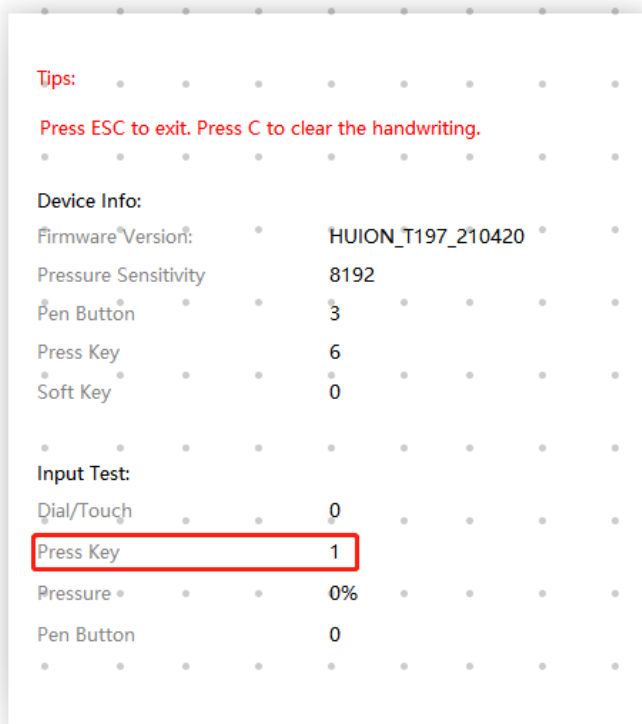 Tips:
Press ESC to exit. Press C to clear the handwriting.
Device Info:
Firmware Version: HUION_T197_210420
Pressure Sensitivity 8192
Pen Button 3
Press Key 6
Soft Key 0
Input Test:
Dial/Touch 0
Press Key 1
Pressure 0%
Pen Button 0